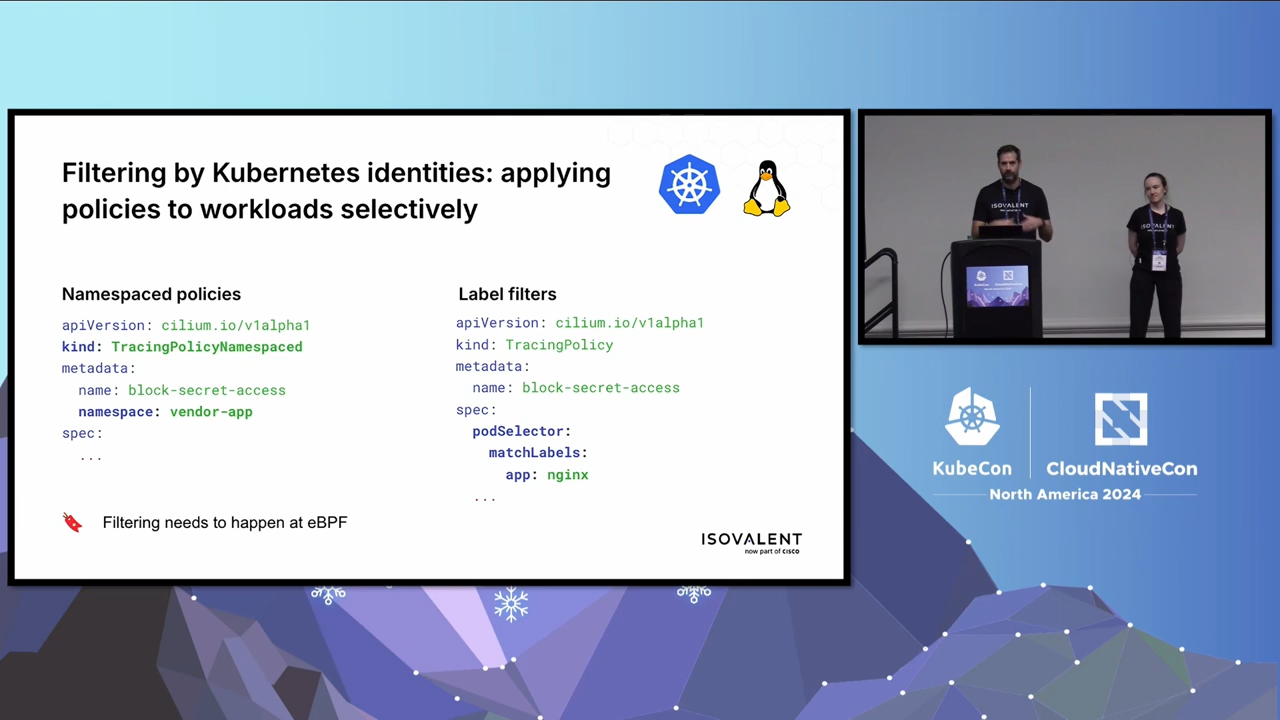 Filtering by Kubernetes identities: applying
policies to workloads selectively
Namespaced policies
apiVersion: cilium.io/v1alpha1
kind: TracingPolicyNamespaced
metadata:
name: block-secret-access
namespace: vendor-app
spec:
...
Label filters
apiVersion: cilium.io/v1alpha1
kind: TracingPolicy
metadata:
name: block-secret-access
spec:
podSelector:
matchLabels:
app: nginx
...
Filtering needs to happen at eBPF
ISOVALENT
now part of CISCO
ISOVALENT
ISOVALENT
KubeCon
CloudNativeCon
North America 2024